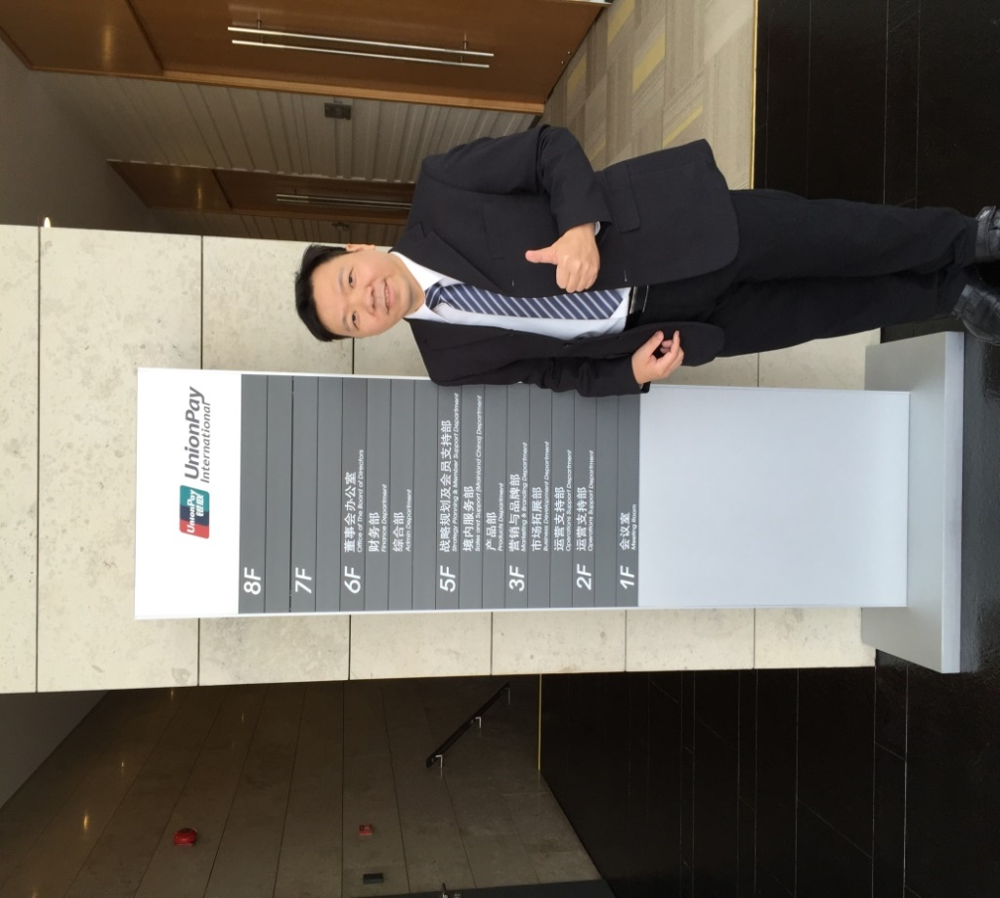 UnionPay
银联
UnionPay
International
8F
7F
6F 董事会办公室
Office of The Board of Directors
财务部
Finance Department
综合部
Admin Department
5F 战略规划及会员支持部
Strategic Planning & Member Support Department
境内服务部
Sales and Support (Mainland China) Department
产品部
Products Department
3F 营销与品牌部
Marketing & Branding Department
市场拓展部
Business Development Department
运营支持部
Operations Support Department
2F 运营支持部
Operations Support Department
1F 会议室
Meeting Room